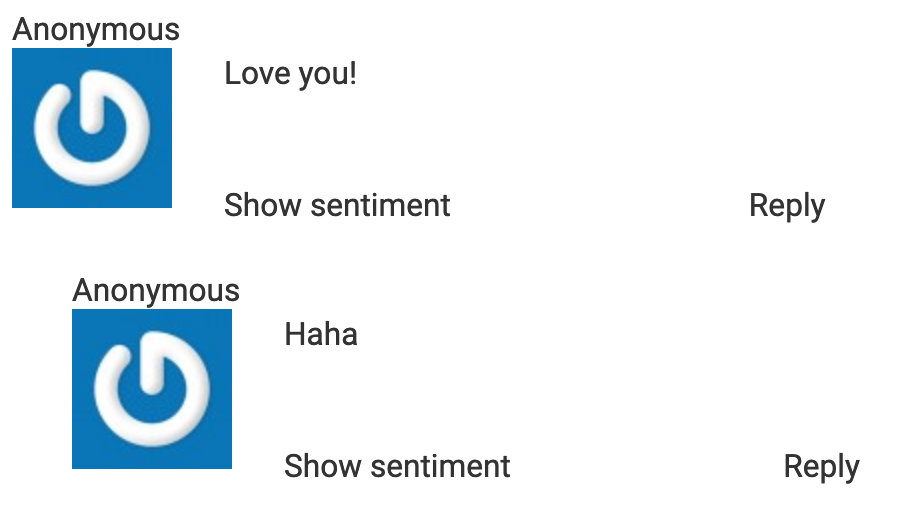 Anonymous
Love you!
Show sentiment Reply
Anonymous
Haha
Show sentiment Reply